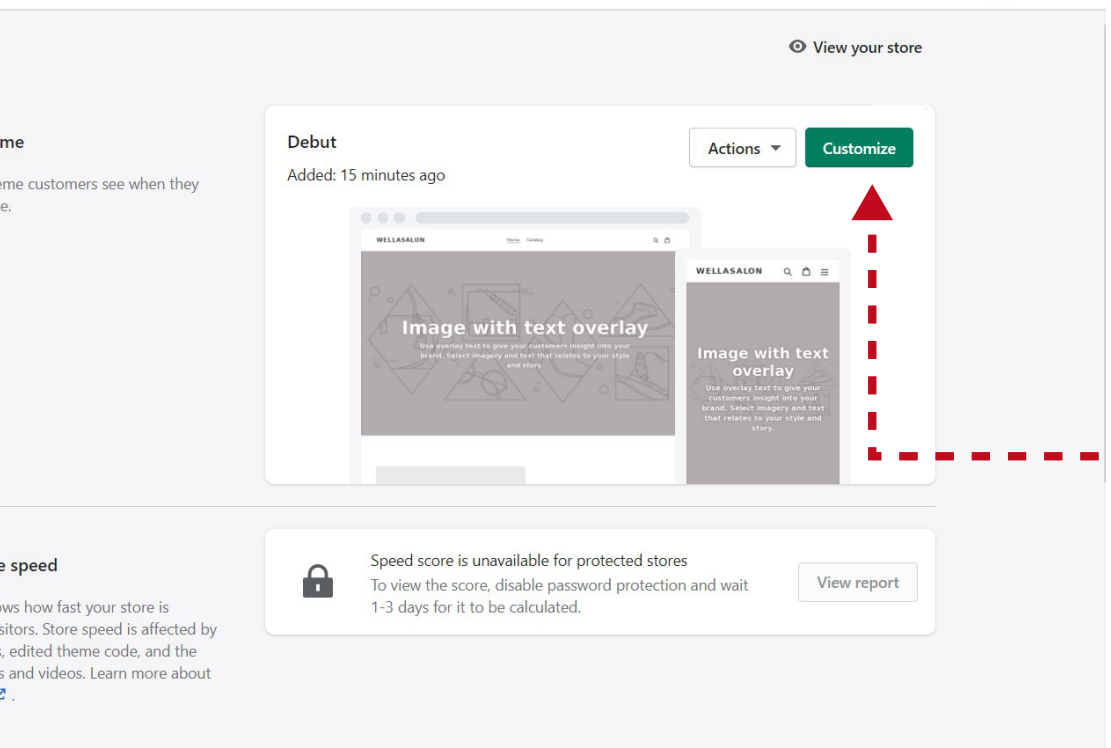 View your store
me
Debut
Actions
Customize
eme customers see when they
e.
Added: 15 minutes ago
WELLASALON
Home Catalog
WELLASALON
Image with text overlay
Use overlay text to give your customers insight into your
brand. Select imagery and text that relates to your style
and story.
Image with text
overlay
Use overlay text to give your
customers insight into your
brand. Select imagery and text
that relates to your style and
story.
e speed
Speed score is unavailable for protected stores
To view the score, disable password protection and wait
1-3 days for it to be calculated.
View report
ows how fast your store is
sitors. Store speed is affected by
s, edited theme code, and the
s and videos. Learn more about
.